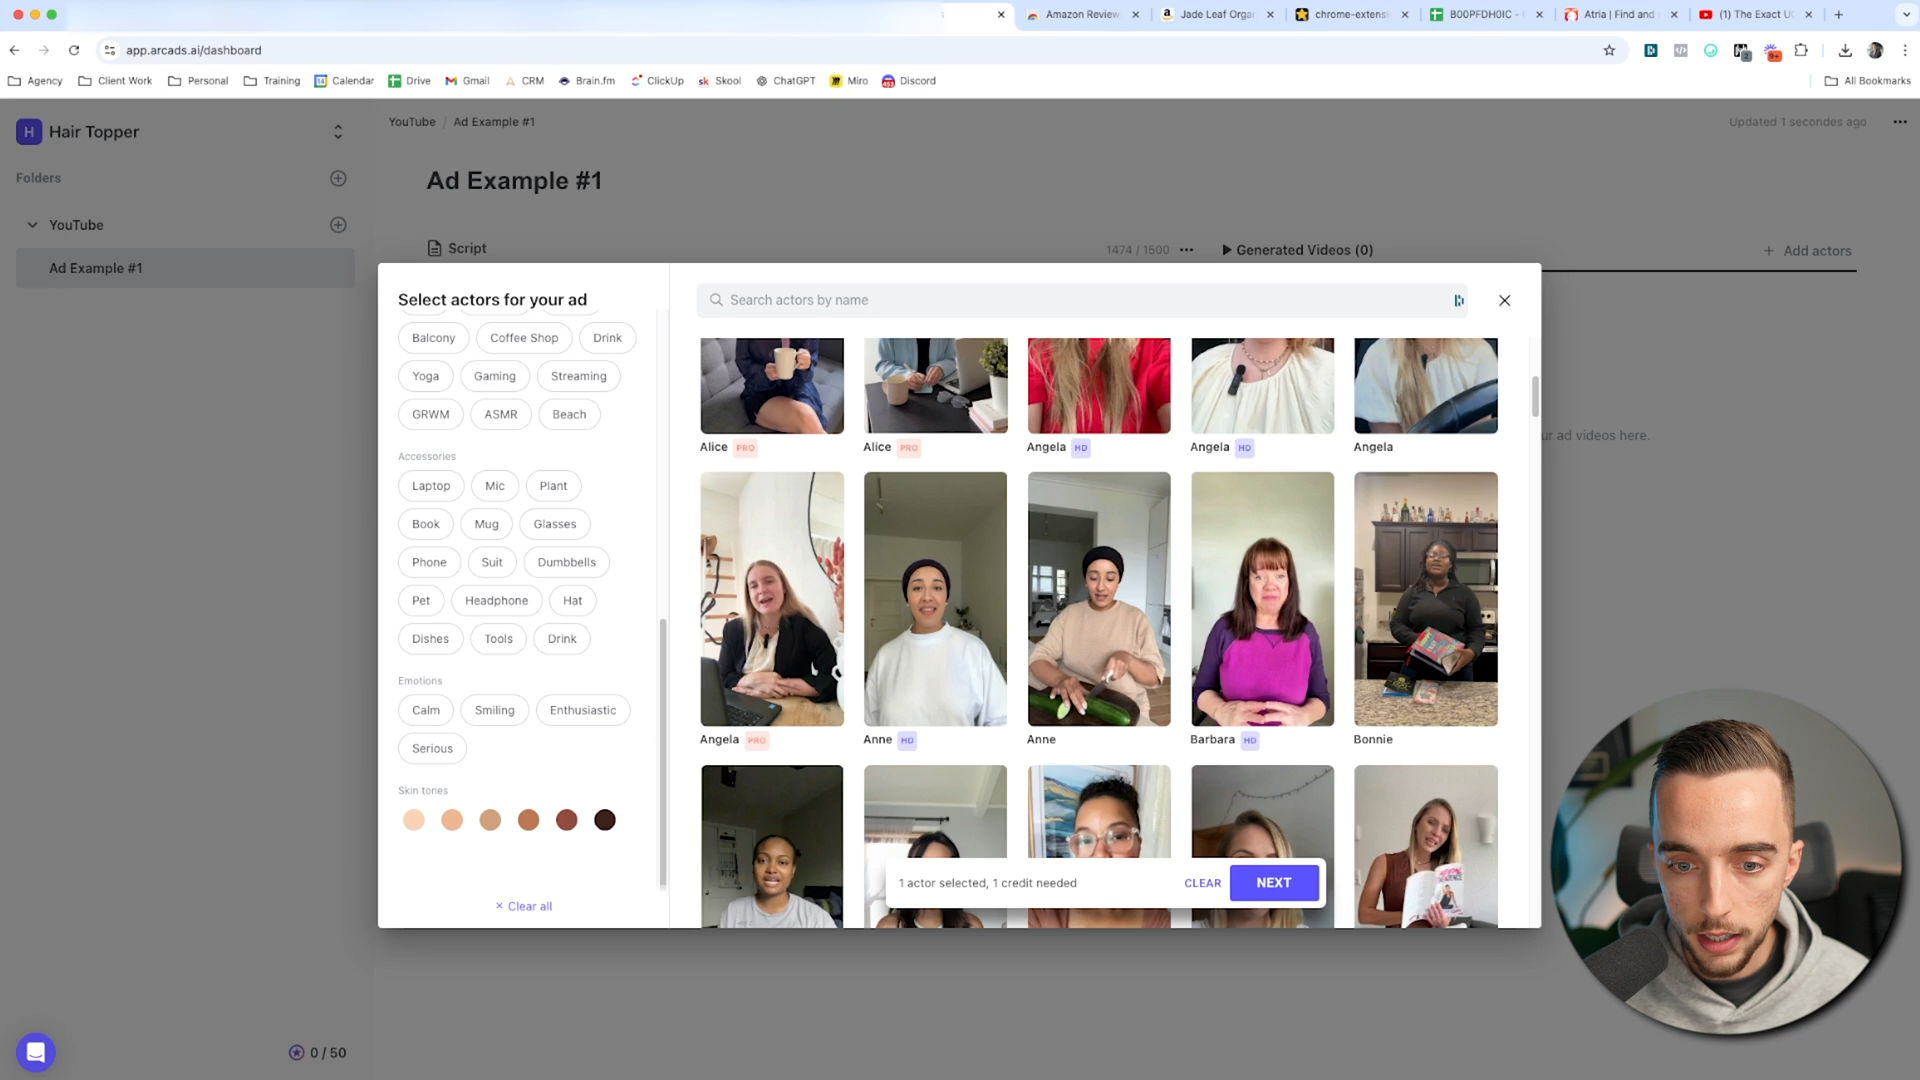 Amazon Review
Jade Leaf Orga
chrome-extensi
B00PFDH0IC -
Atria | Find and
(1) The Exact U
app.arcads.ai/dashboard
Agency
Client Work
Personal
Training
Calendar
Drive
Gmail
CRM
Brain.fm
ClickUp
sk Skool
ChatGPT
Miro
Discord
All Bookmarks
H Hair Topper
YouTube / Ad Example #1
Updated 1 secondes ago
Folders
Ad Example #1
YouTube
Script
1474 / 1500
Generated Videos (0)
+ Add actors
Ad Example #1
Select actors for your ad
Search actors by name
Balcony
Coffee Shop
Drink
Yoga
Gaming
Streaming
GRWM
ASMR
Beach
ur ad videos here.
Alice PRO
Alice PRO
Angela HD
Angela HD
Angela
Accessories
Laptop
Mic
Plant
Book
Mug
Glasses
Phone
Suit
Dumbbells
Pet
Headphone
Hat
Dishes
Tools
Drink
Emotions
Calm
Smiling
Enthusiastic
Serious
Angela PRO
Anne HD
Anne
Barbara HD
Bonnie
Skin tones
1 actor selected, 1 credit needed
CLEAR
NEXT
× Clear all
0 / 50